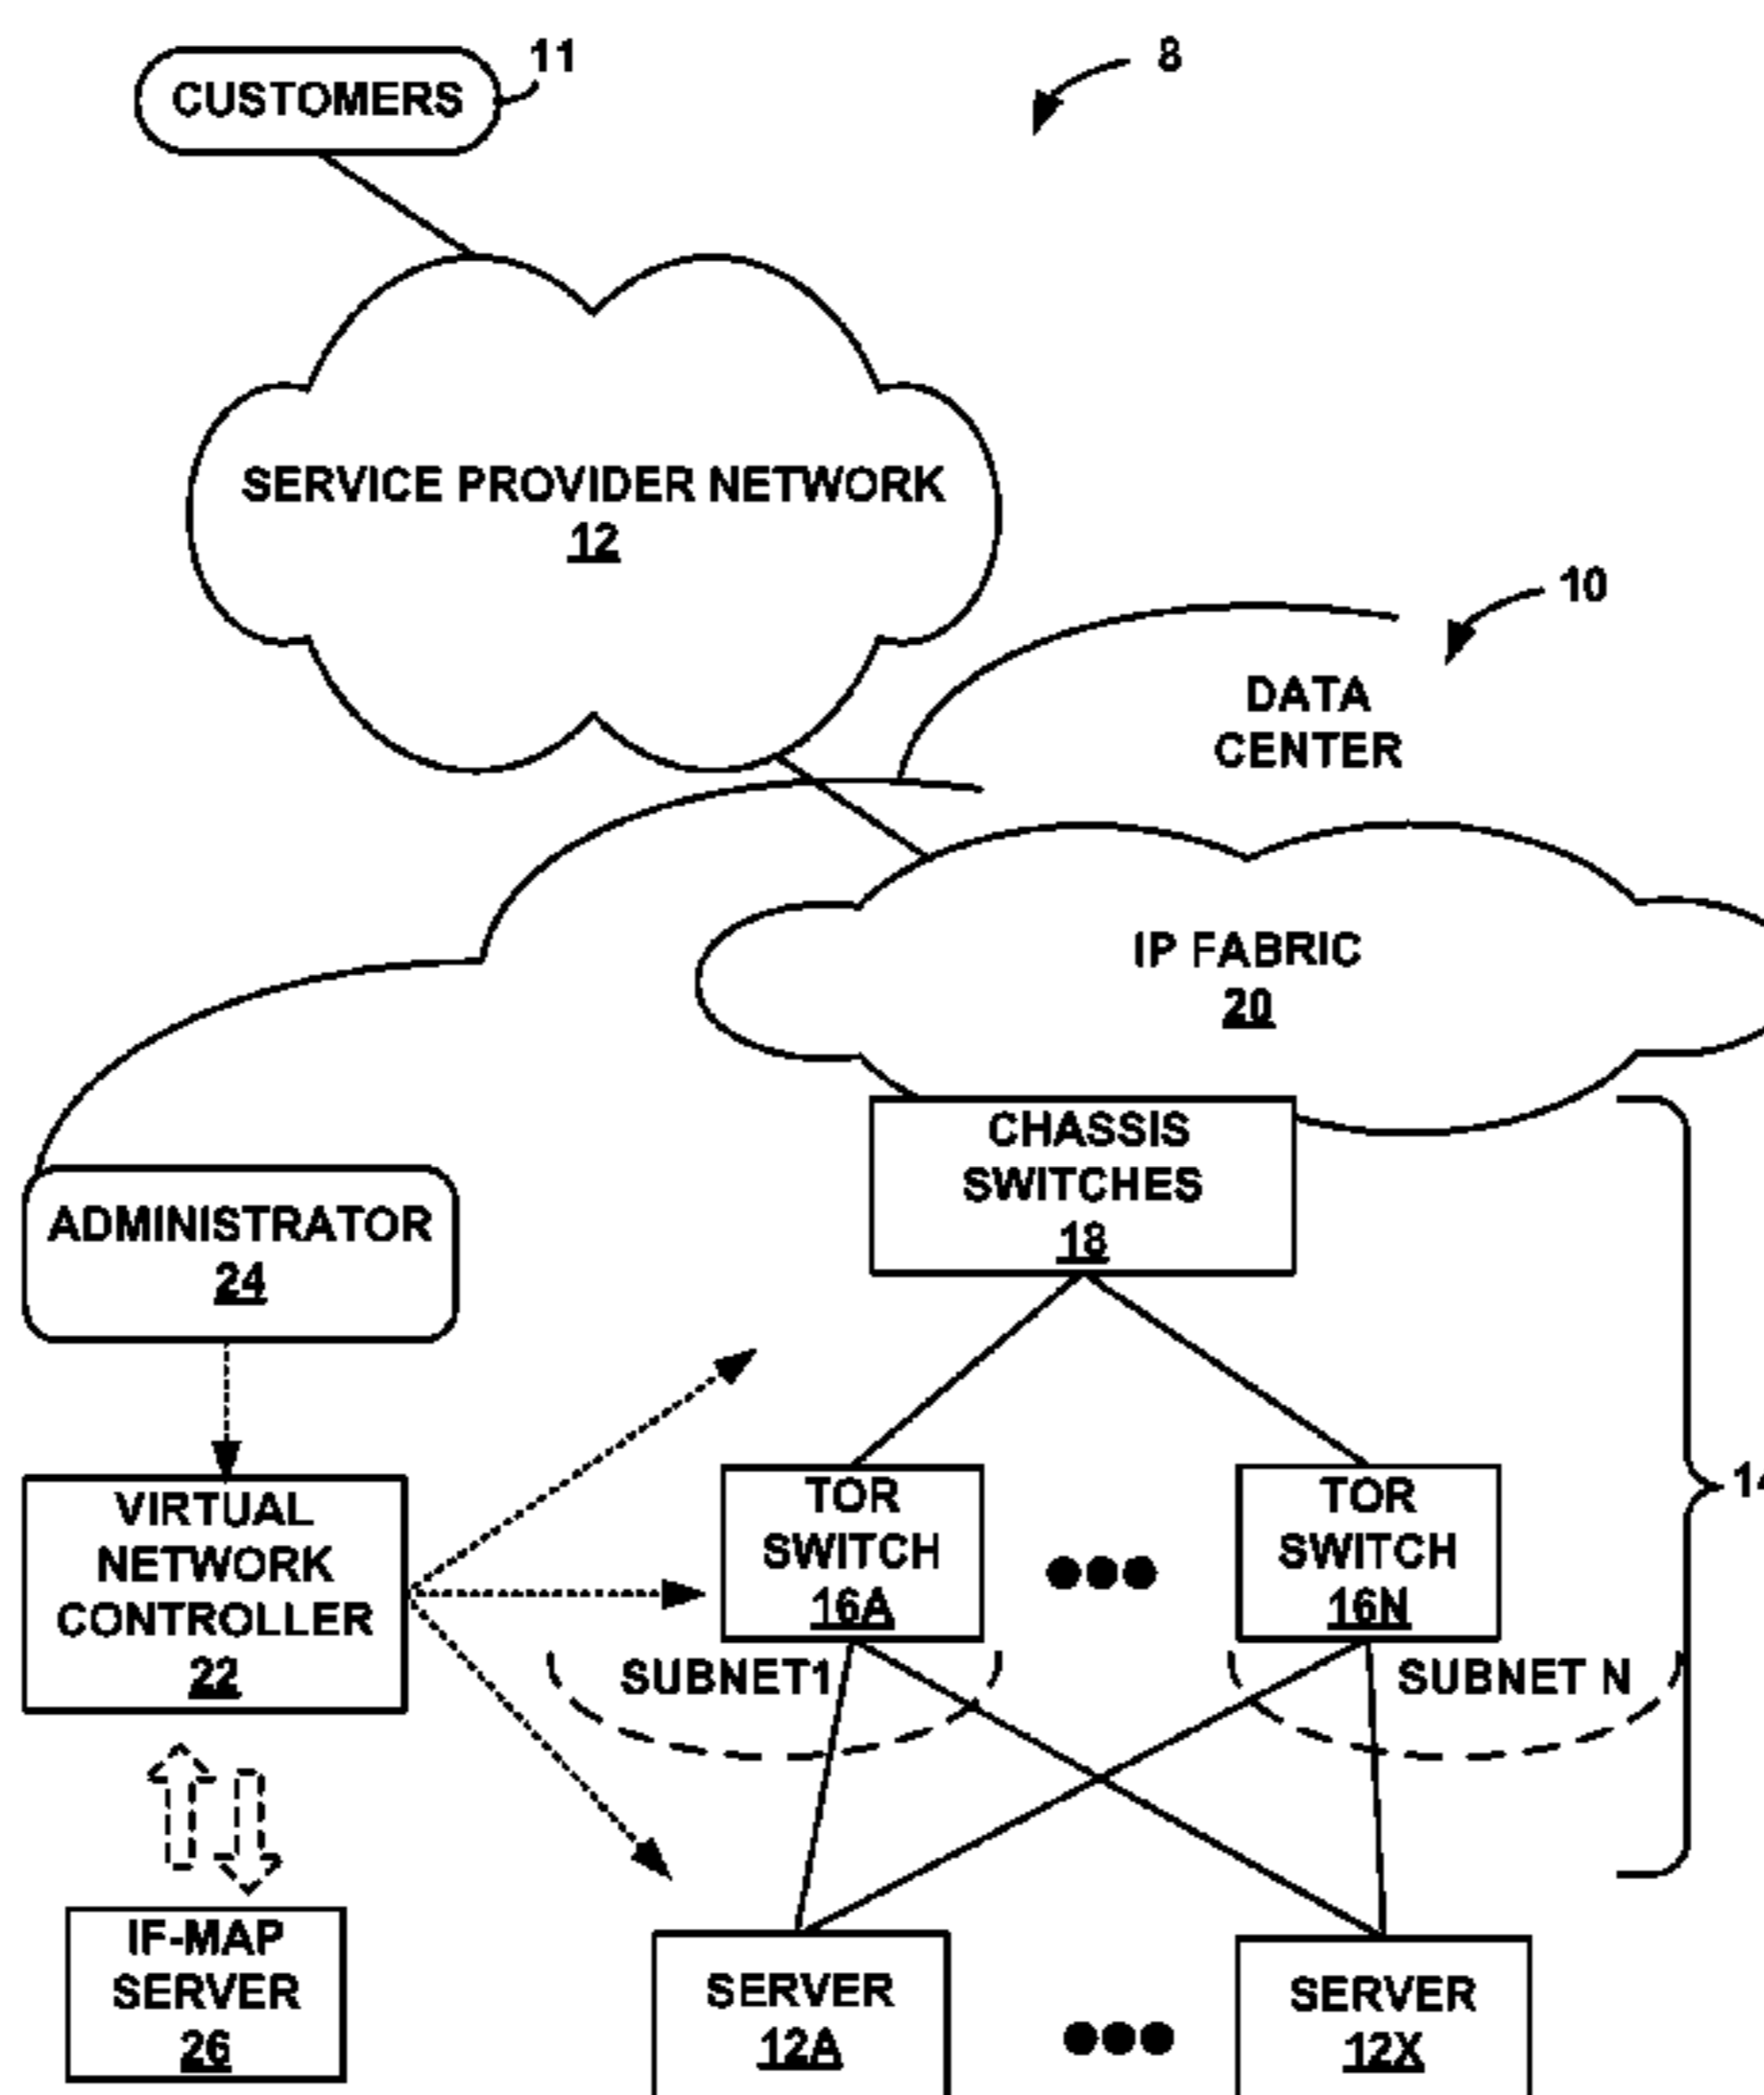 CUSTOMERS
11
8
SERVICE PROVIDER NETWORK
12
10
DATA
CENTER
IP FABRIC
20
CHASSIS
SWITCHES
18
ADMINISTRATOR
24
VIRTUAL
NETWORK
CONTROLLER
22
TOR
SWITCH
16A
TOR
SWITCH
16N
14
SUBNET1
SUBNET N
IF-MAP
SERVER
26
SERVER
12A
SERVER
12X